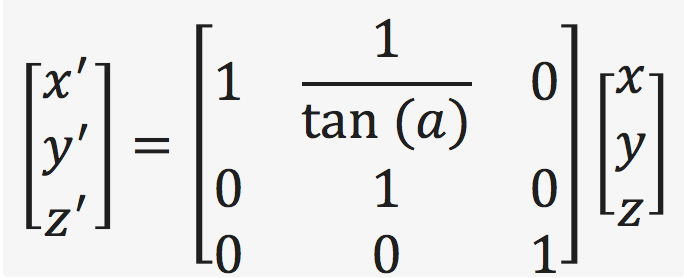 [x′ y′ z′] = [1 1/tan (a) 0; 0 1 0; 0 0 1] [x y z]